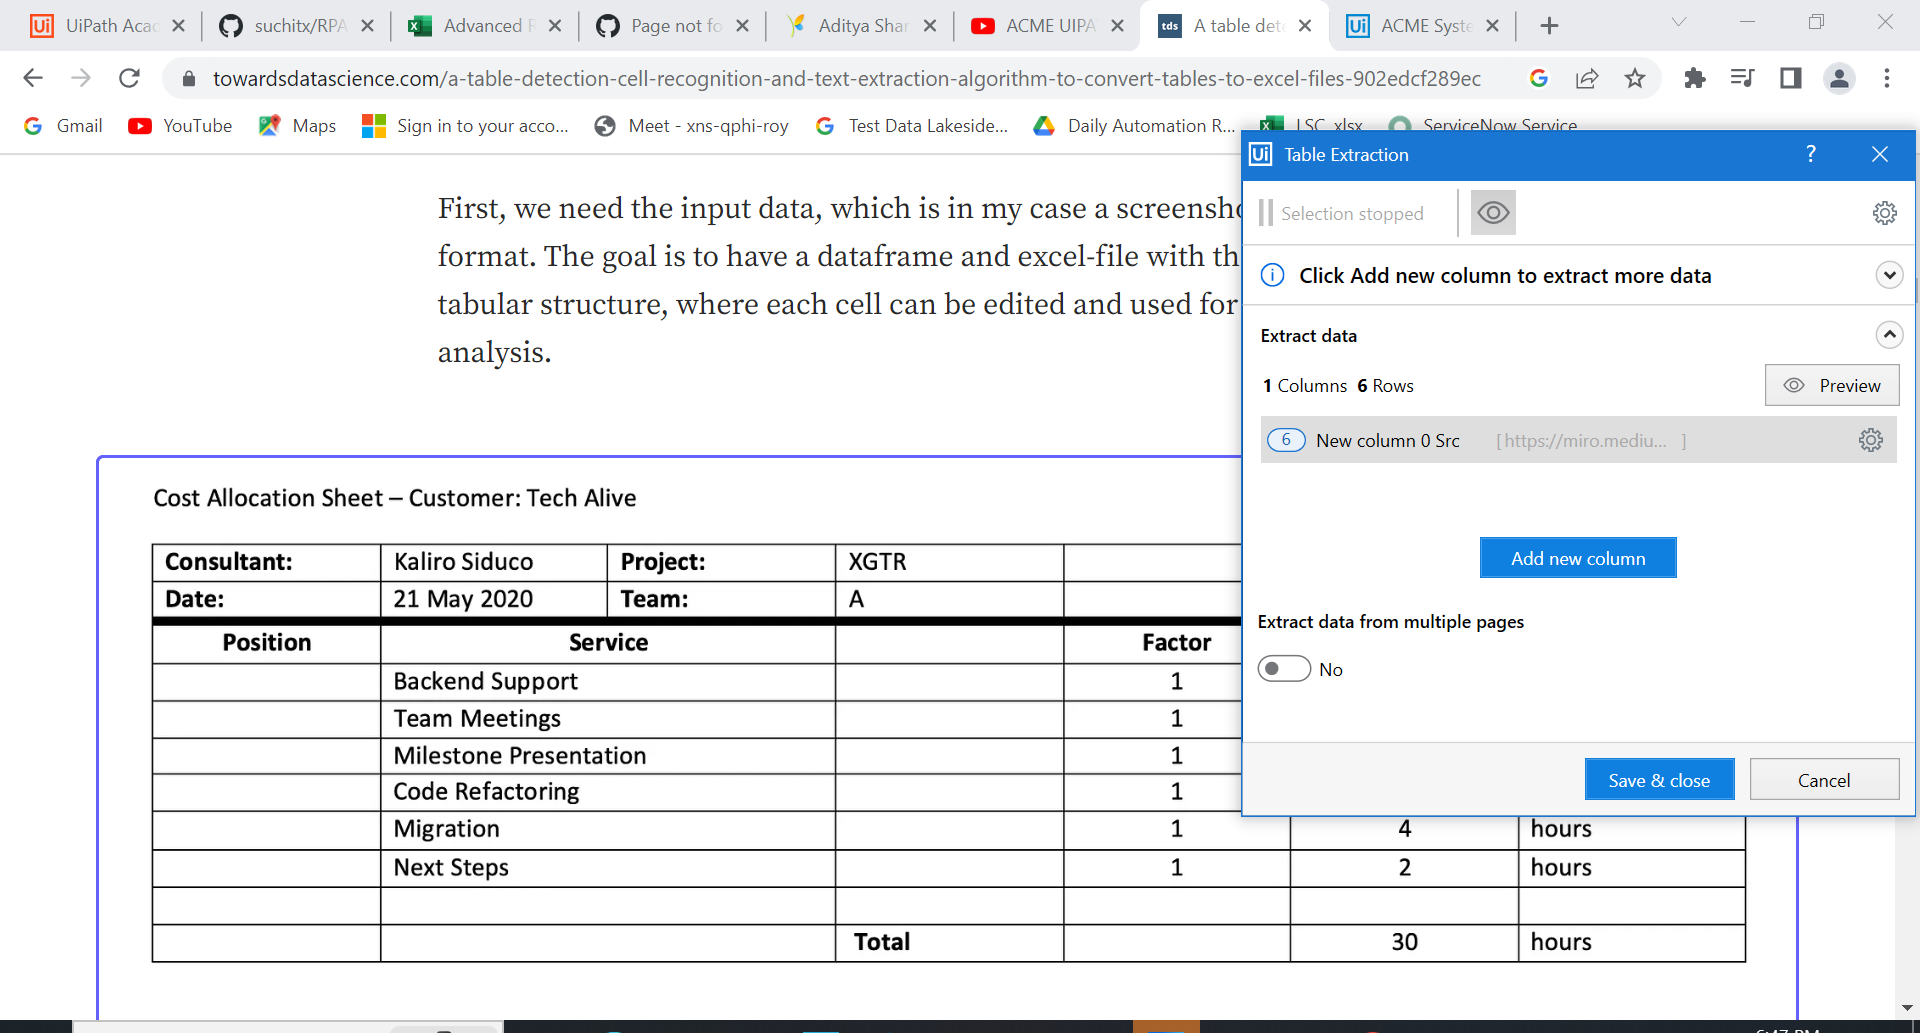 UiPath Acac
suchitx/RPA
Advanced R
Page not fo
Aditya Shar
ACME UIPA
tds
A table dete
Ui ACME Syste
towardsdatascience.com/a-table-detection-cell-recognition-and-text-extraction-algorithm-to-convert-tables-to-excel-files-902edcf289ec
Gmail
YouTube
Maps
Sign in to your acco...
Meet - xns-qphi-roy
Test Data Lakeside...
Daily Automation R...
LSC .xlsx
ServiceNow Service
First, we need the input data, which is in my case a screensho
format. The goal is to have a dataframe and excel-file with th
tabular structure, where each cell can be edited and used for
analysis.
Cost Allocation Sheet – Customer: Tech Alive
Consultant: Kaliro Siduco Project: XGTR
Date: 21 May 2020 Team: A
Position Service Factor
Backend Support 1
Team Meetings 1
Milestone Presentation 1
Code Refactoring 1
Migration 1 4 hours
Next Steps 1 2 hours
Total 30 hours
Ui Table Extraction ?
Selection stopped
Click Add new column to extract more data
Extract data
1 Columns 6 Rows
Preview
6 New column 0 Src [ https://miro.mediu... ]
Add new column
Extract data from multiple pages
No
Save & close
Cancel